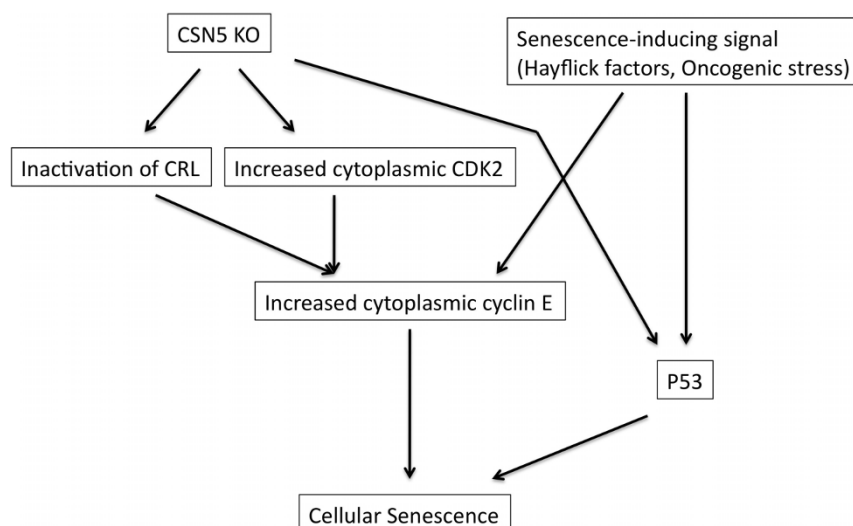 CSN5 KO
Senescence-inducing signal
(Hayflick factors, Oncogenic stress)
Inactivation of CRL
Increased cytoplasmic CDK2
Increased cytoplasmic cyclin E
P53
Cellular Senescence